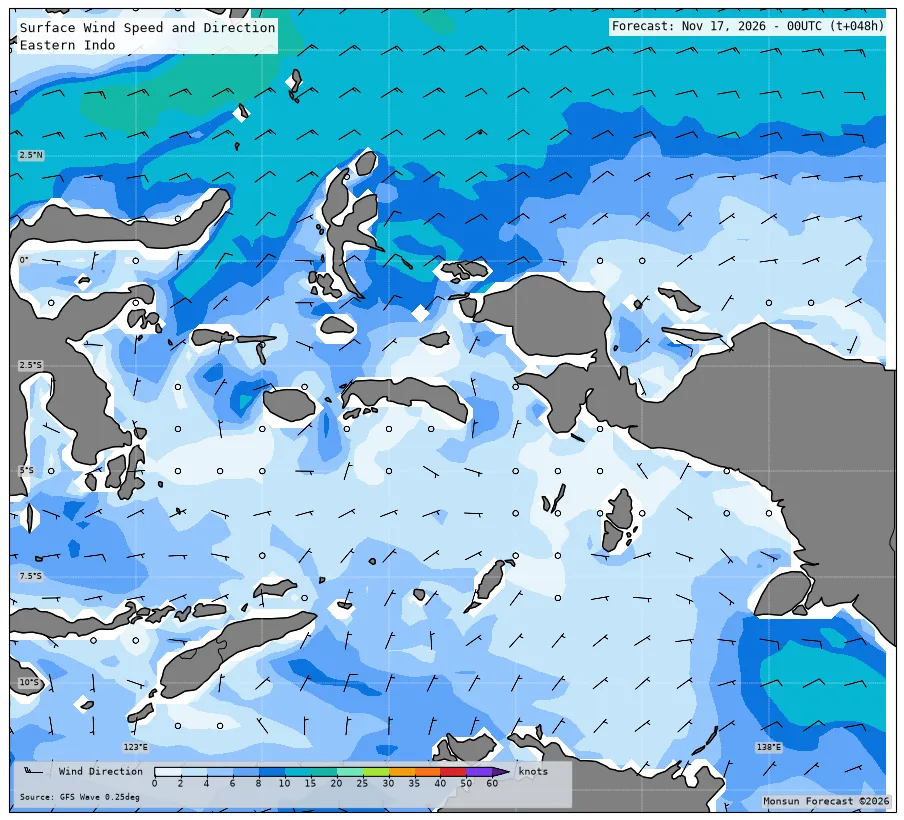 Surface Wind Speed and Direction
Eastern Indo
Forecast: Nov 17, 2026 - 00UTC (t+048h)
2.5°N
0°
2.5°S
5°S
7.5°S
10°S
123°E
138°E
Wind Direction
0 2 4 6 8 10 15 20 25 30 35 40 50 60
knots
Source: GFS Wave 0.25deg
Monsun Forecast ©2026